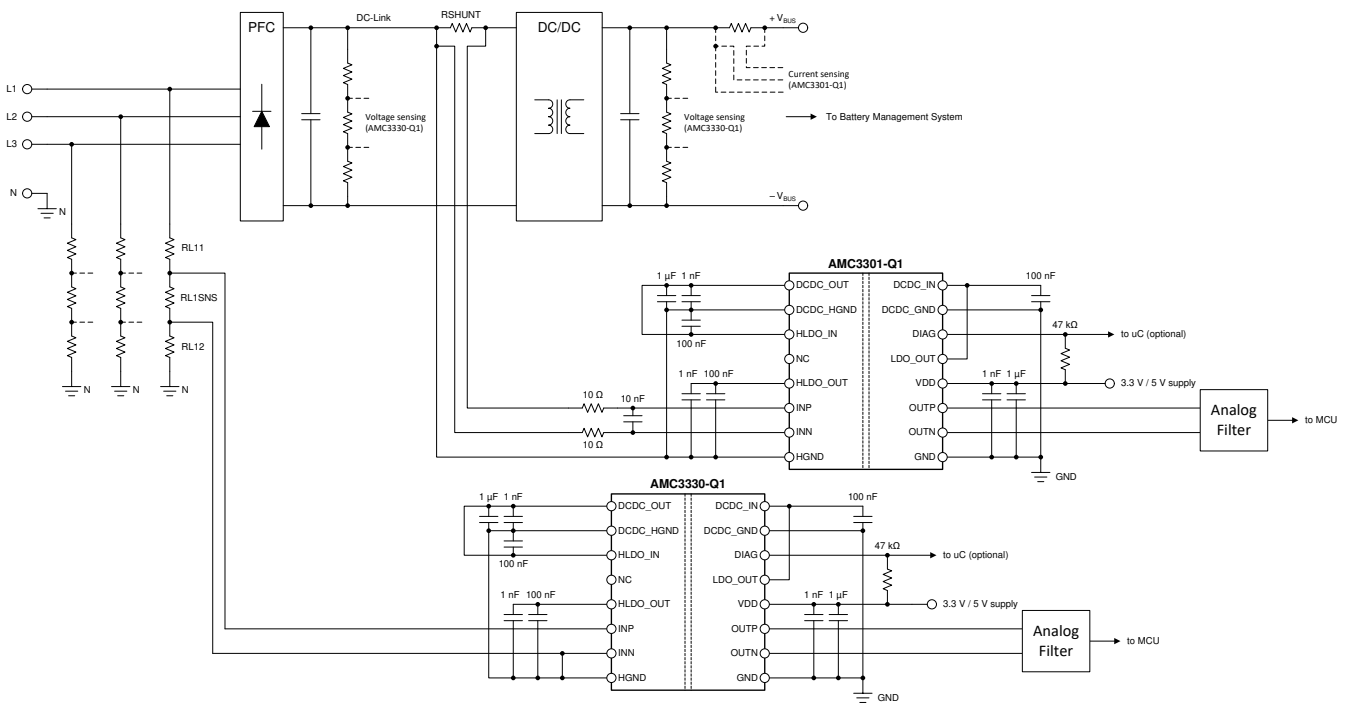 PFC
DC-Link
RSHUNT
DC/DC
+ VBUS
Current sensing
(AMC3301-Q1)
L1
L2
L3
Voltage sensing
(AMC3330-Q1)
Voltage sensing
(AMC3330-Q1)
To Battery Management System
N
N
– VBUS
RL11
RL1SNS
RL12
N
N
N
AMC3301-Q1
1 µF
1 nF
100 nF
DCDC_OUT
DCDC_HGND
HLDO_IN
NC
HLDO_OUT
INP
INN
HGND
DCDC_IN
DCDC_GND
DIAG
LDO_OUT
VDD
OUTP
OUTN
GND
100 nF
47 kΩ
to uC (optional)
1 nF
100 nF
10 Ω
10 nF
10 Ω
1 nF
1 µF
3.3 V / 5 V supply
Analog
Filter
to MCU
GND
AMC3330-Q1
1 µF
1 nF
100 nF
DCDC_OUT
DCDC_HGND
HLDO_IN
NC
HLDO_OUT
INP
INN
HGND
DCDC_IN
DCDC_GND
DIAG
LDO_OUT
VDD
OUTP
OUTN
GND
100 nF
47 kΩ
to uC (optional)
1 nF
100 nF
1 nF
1 µF
3.3 V / 5 V supply
Analog
Filter
to MCU
GND